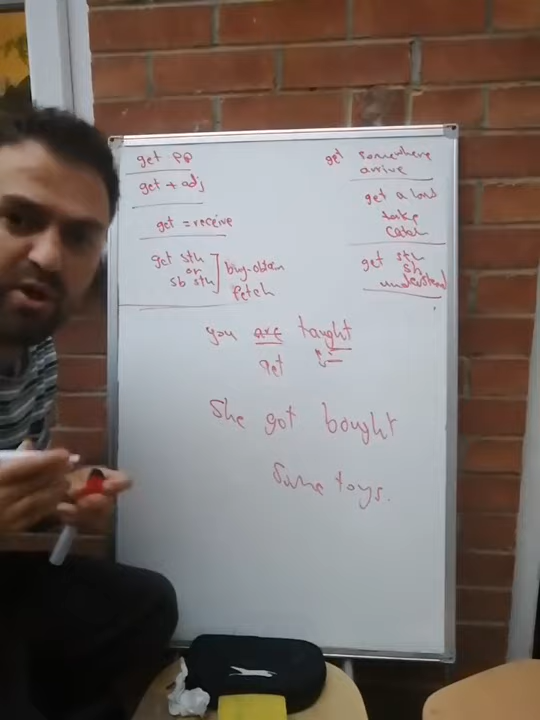 get PP
get + adj
get = receive
get sth
or
sb sth
buy-obtain
fetch
get somewhere
arrive
get a
take
catch
get sth
sb
understand
you are taught
get
She got bought
some toys.